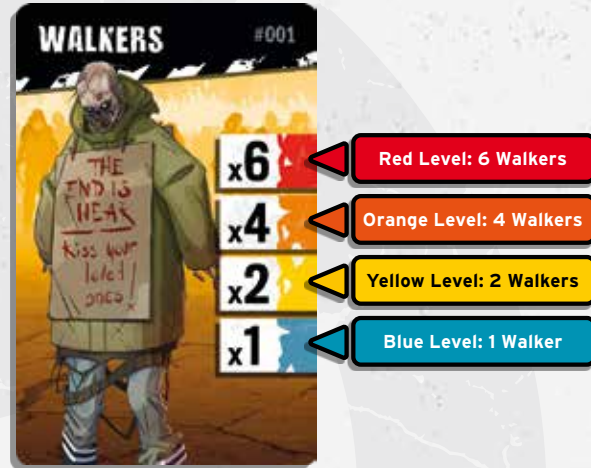 WALKERS #001
THE
END IS
NEAR
Kiss your
loved
ones!
x6
Red Level: 6 Walkers
x4
Orange Level: 4 Walkers
x2
Yellow Level: 2 Walkers
x1
Blue Level: 1 Walker